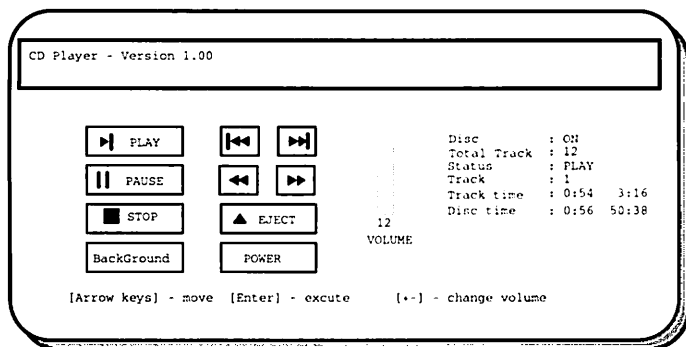 CD Player - Version 1.00
PLAY
PAUSE
STOP
EJECT
BackGround
POWER
12
VOLUME
Disc : ON
Total Track : 12
Status : PLAY
Track : 1
Track time : 0:54 3:16
Disc time : 0:56 50:38
[Arrow keys] - move [Enter] - excute [+-] - change volume